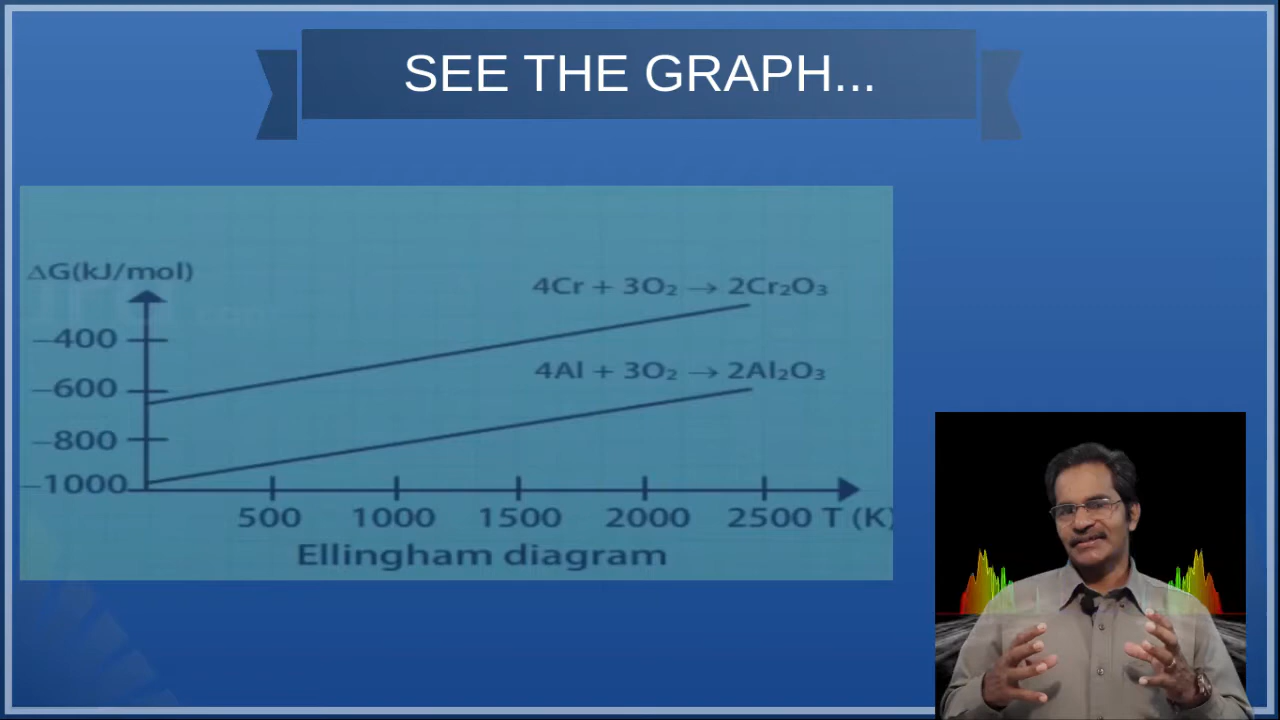 SEE THE GRAPH...
ΔG(kJ/mol)
4Cr + 3O₂ → 2Cr₂O₃
–400
4Al + 3O₂ → 2Al₂O₃
–600
–800
–1000
500 1000 1500 2000 2500 T (K)
Ellingham diagram